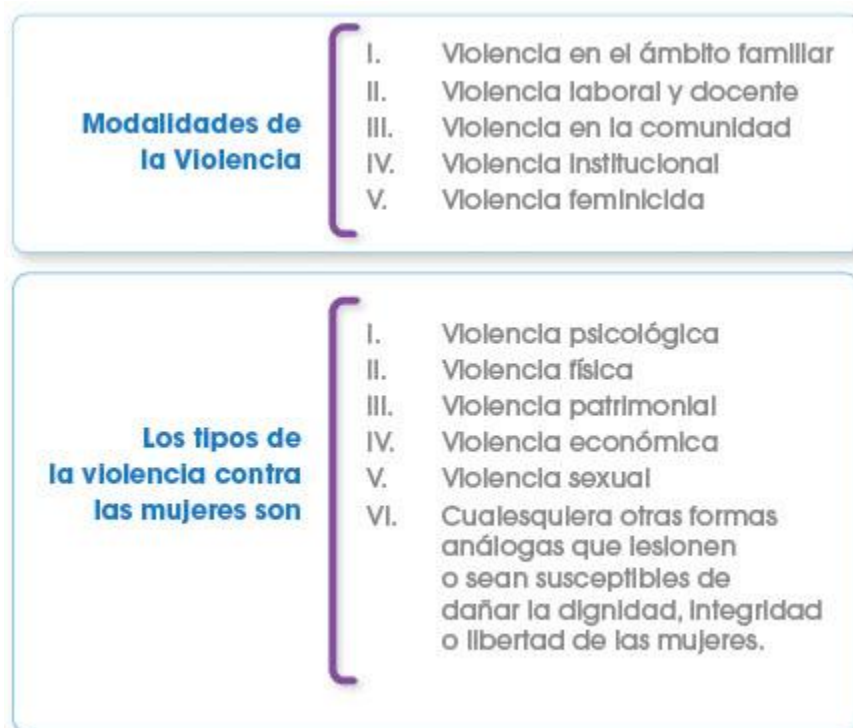 Modalidades de
la Violencia
I. Violencia en el ámbito familiar
II. Violencia laboral y docente
III. Violencia en la comunidad
IV. Violencia institucional
V. Violencia feminicida
Los tipos de
la violencia contra
las mujeres son
I. Violencia psicológica
II. Violencia física
III. Violencia patrimonial
IV. Violencia económica
V. Violencia sexual
VI. Cualesquiera otras formas
análogas que lesionen
o sean susceptibles de
dañar la dignidad, integridad
o libertad de las mujeres.